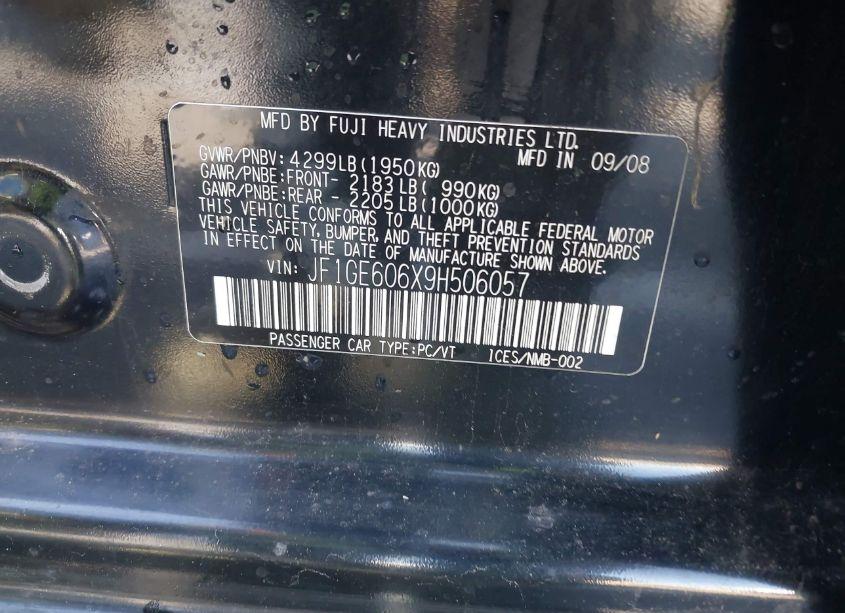 MFD BY FUJI HEAVY INDUSTRIES LTD.
GVWR/PNBV: 4299LB(1950KG) MFD IN 09/08
GAWR/PNBE:FRONT- 2183LB( 990KG)
GAWR/PNBE:REAR - 2205LB(1000KG)
THIS VEHICLE CONFORMS TO ALL APPLICABLE FEDERAL MOTOR
VEHICLE SAFETY, BUMPER, AND THEFT PREVENTION STANDARDS
IN EFFECT ON THE DATE OF MANUFACTURE SHOWN ABOVE.
VIN: JF1GE606X9H506057
PASSENGER CAR TYPE:PC/VT ICES/NMB-002